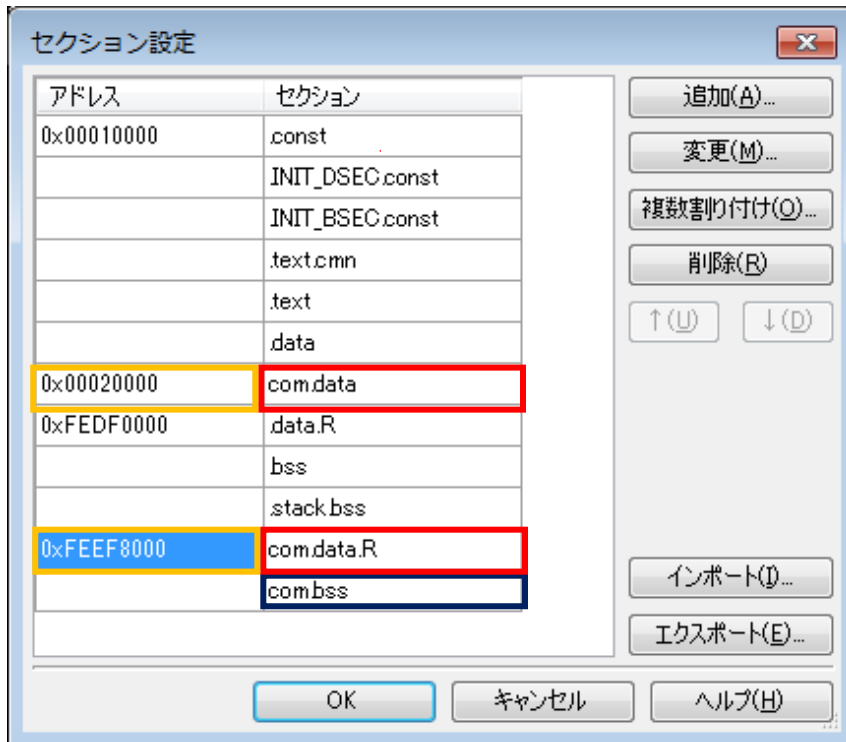 セクション設定
アドレス セクション
0x00010000 .const
.INIT_DSEC.const
.INIT_BSEC.const
.text.cmn
.text
.data
0x00020000 com.data
0xFEDF0000 .data.R
.bss
.stack.bss
0xFEEF8000 com.data.R
com.bss
追加(A)...
変更(M)...
複数割り付け(O)...
削除(R)
↑(U) ↓(D)
インポート(I)...
エクスポート(E)...
OK キャンセル ヘルプ(H)